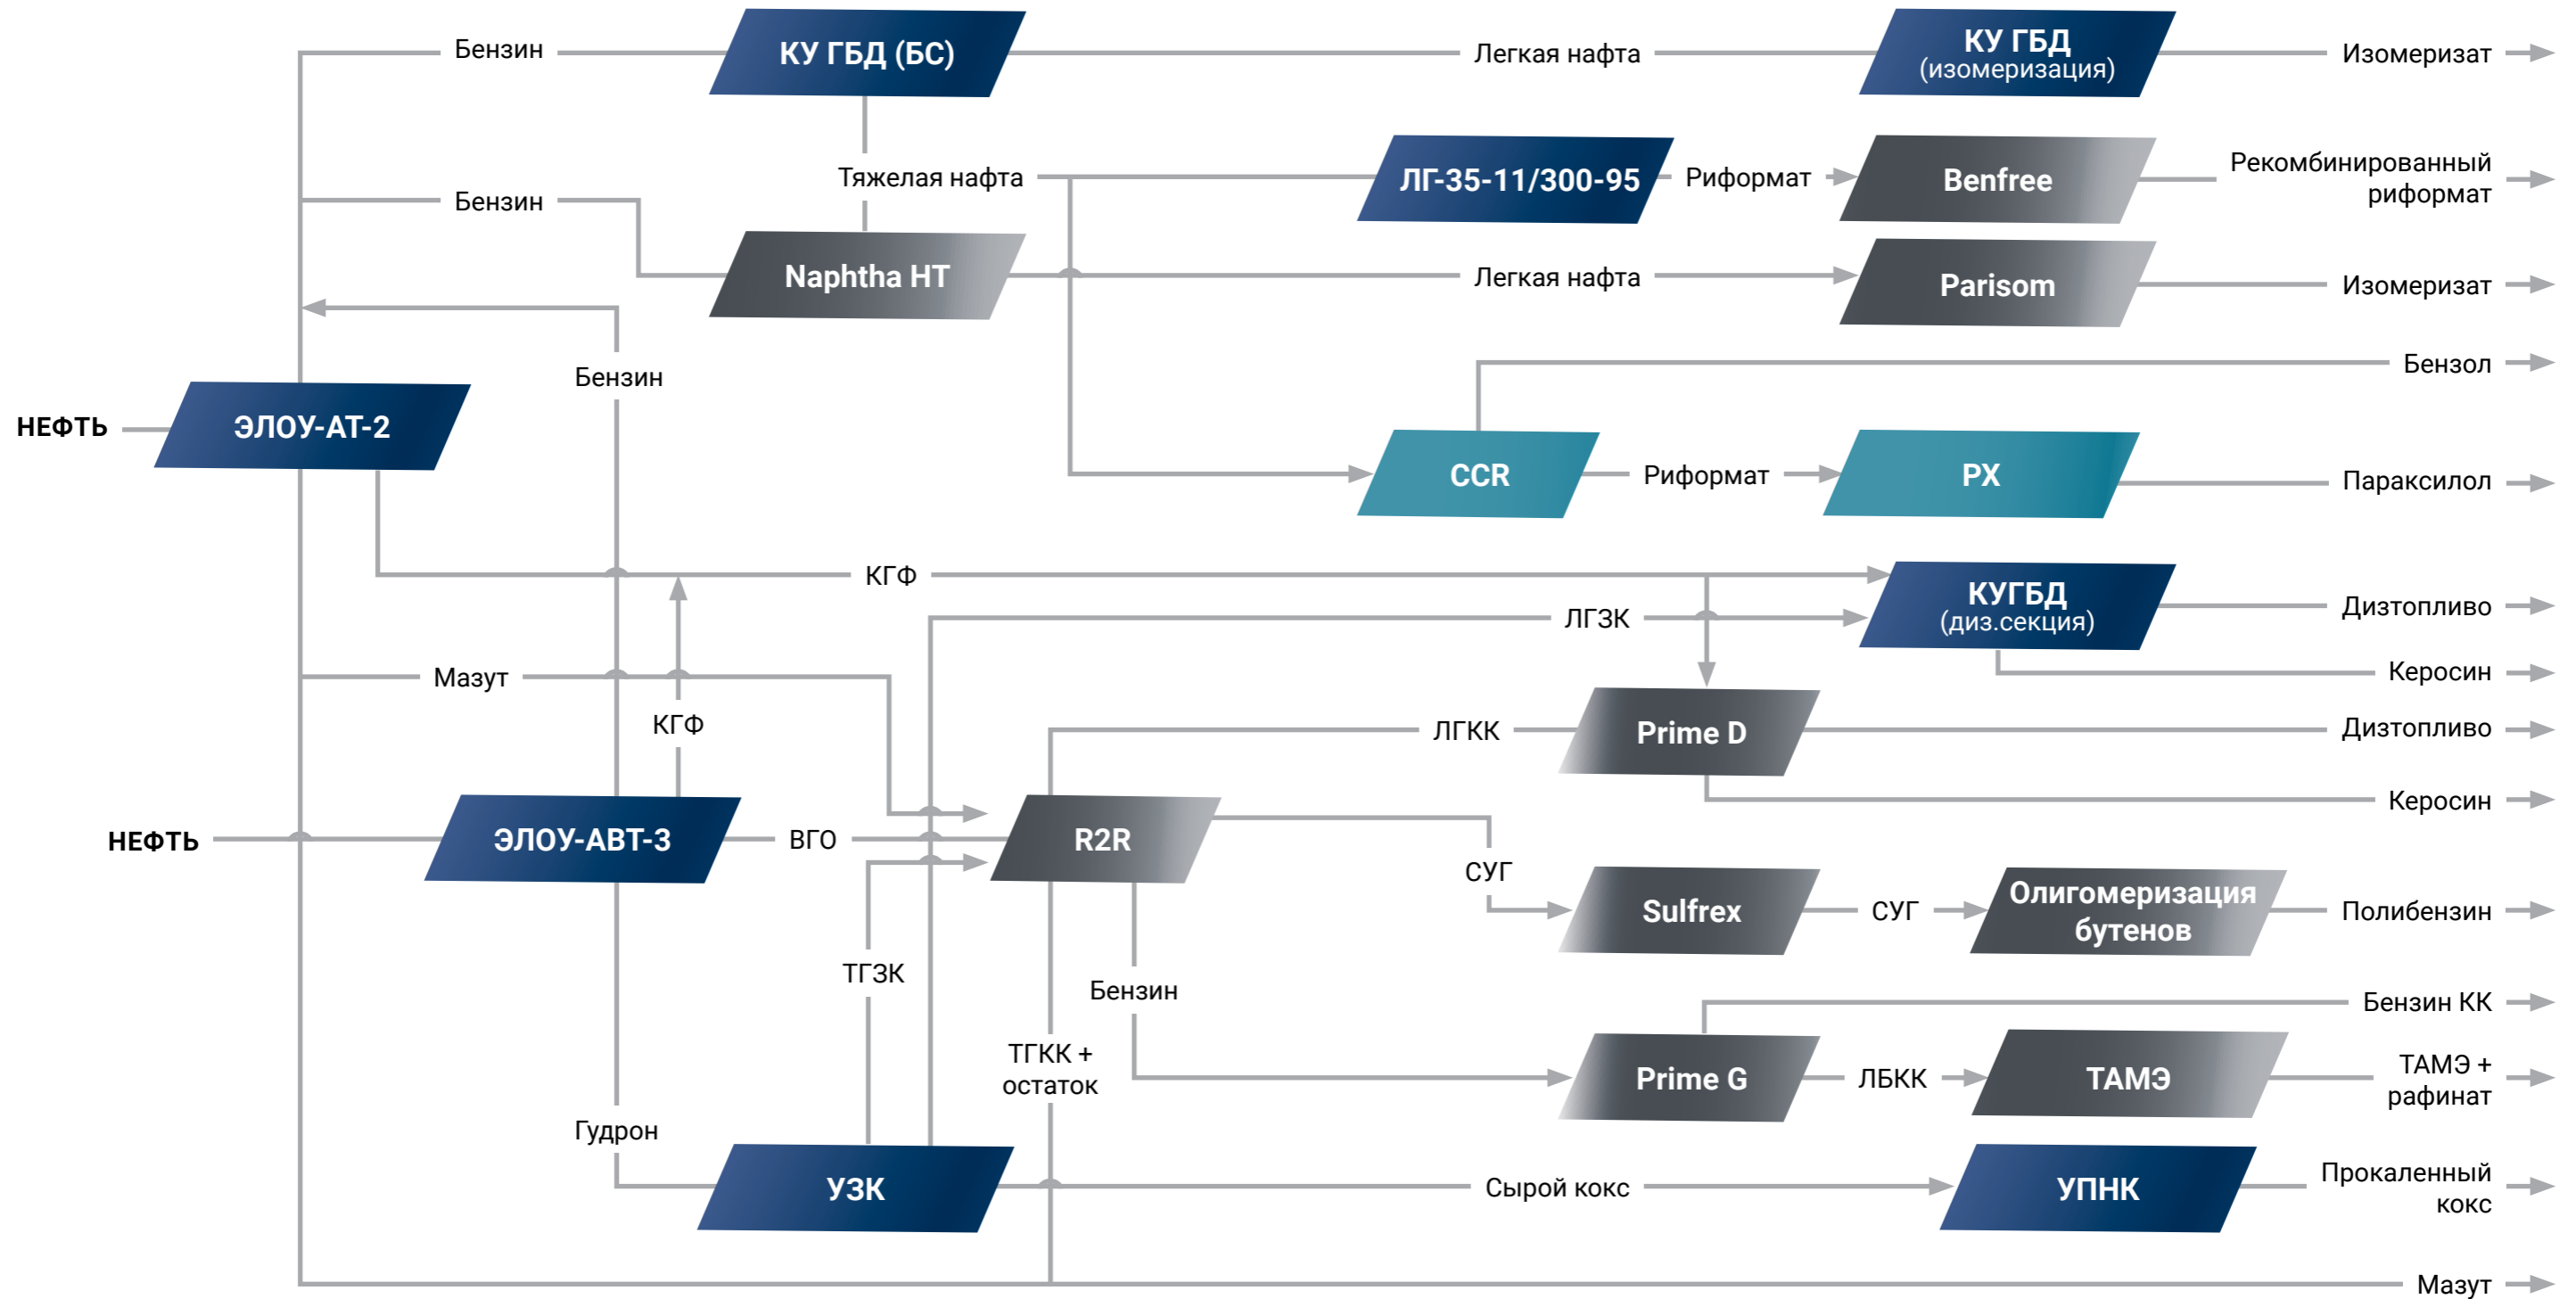 Бензин
КУ ГБД (БС)
Легкая нафта
КУ ГБД
(изомеризация)
Изомеризат
Тяжелая нафта
ЛГ-35-11/300-95
Риформат
Benfree
Рекомбинированный
риформат
Бензин
Naphtha HT
Легкая нафта
Parisom
Изомеризат
Бензин
Бензол
НЕФТЬ
ЭЛОУ-АТ-2
CCR
Риформат
PX
Параксилол
КГФ
КУГБД
(диз.секция)
Дизтопливо
ЛГЗК
Мазут
Керосин
КГФ
ЛГКК
Prime D
Дизтопливо
Керосин
НЕФТЬ
ЭЛОУ-АВТ-3
ВГО
R2R
СУГ
Sulfrex
СУГ
Олигомеризация
бутенов
Полибензин
ТГЗК
Бензин
Бензин КК
ТГКК +
остаток
Prime G
ЛБКК
ТАМЭ
ТАМЭ +
рафинат
Гудрон
УЗК
Сырой кокс
УПНК
Прокаленный
кокс
Мазут